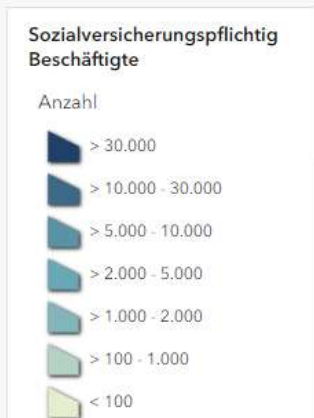 Sozialversicherungspflichtig
Beschäftigte
Anzahl
> 30.000
> 10.000 - 30.000
> 5.000 - 10.000
> 2.000 - 5.000
> 1.000 - 2.000
> 100 - 1.000
< 100